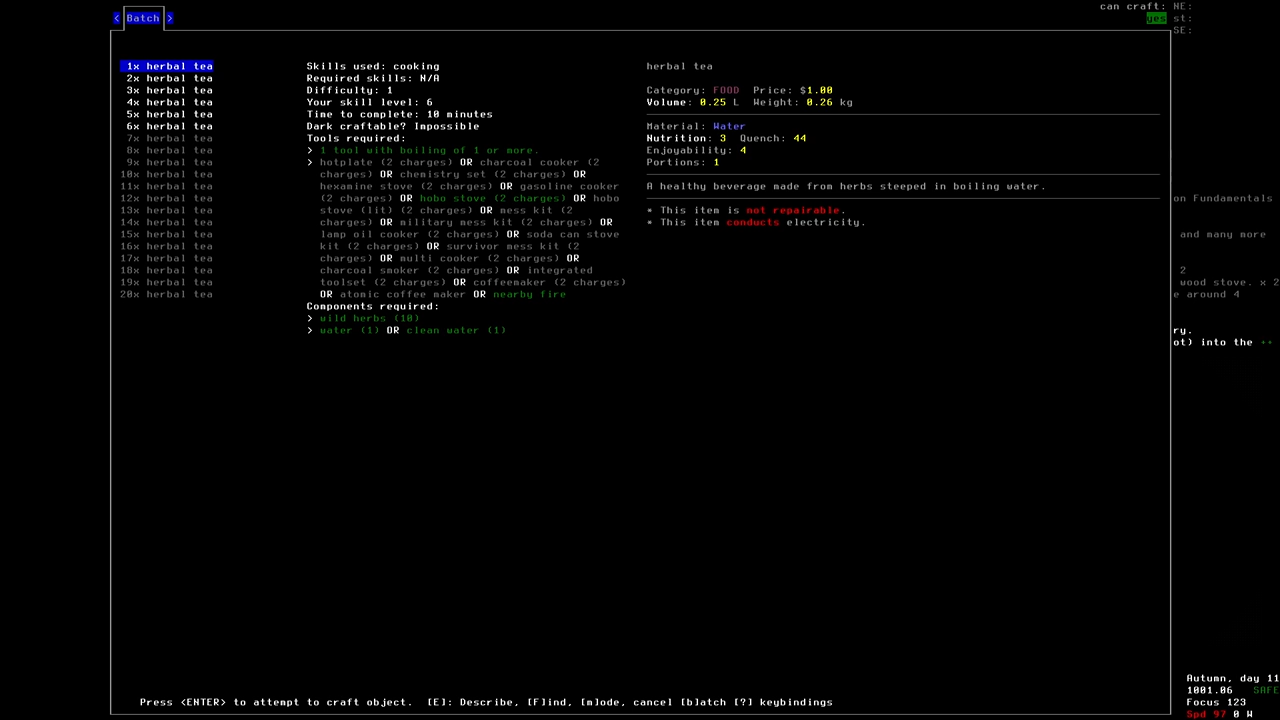 can craft: NE:
< Batch > yes st:
SE:
1x herbal tea
2x herbal tea
3x herbal tea
4x herbal tea
5x herbal tea
6x herbal tea
7x herbal tea
8x herbal tea
9x herbal tea
10x herbal tea
11x herbal tea
12x herbal tea
13x herbal tea
14x herbal tea
15x herbal tea
16x herbal tea
17x herbal tea
18x herbal tea
19x herbal tea
20x herbal tea
Skills used: cooking
Required skills: N/A
Difficulty: 1
Your skill level: 6
Time to complete: 10 minutes
Dark craftable? Impossible
Tools required:
> 1 tool with boiling of 1 or more.
> hotplate (2 charges) OR charcoal cooker (2
charges) OR chemistry set (2 charges) OR
hexamine stove (2 charges) OR gasoline cooker
(2 charges) OR hobo stove (2 charges) OR hobo
stove (lit) (2 charges) OR mess kit (2
charges) OR military mess kit (2 charges) OR
lamp oil cooker (2 charges) OR soda can stove
kit (2 charges) OR survivor mess kit (2
charges) OR multi cooker (2 charges) OR
charcoal smoker (2 charges) OR integrated
toolset (2 charges) OR coffeemaker (2 charges)
OR atomic coffee maker OR nearby fire
Components required:
> wild herbs (10)
> water (1) OR clean water (1)
herbal tea
Category: FOOD Price: $1.00
Volume: 0.25 L Weight: 0.26 kg
Material: Water
Nutrition: 3 Quench: 44
Enjoyability: 4
Portions: 1
A healthy beverage made from herbs steeped in boiling water.
* This item is not repairable.
* This item conducts electricity.
on Fundamentals
and many more
2
wood stove. x 2
e around 4
ry.
ot) into the ++
Press <ENTER> to attempt to craft object. [E]: Describe, [F]ind, [m]ode, cancel [b]atch [?] keybindings
Autumn, day 11
1001.06 SAFE
Focus 123
Spd 97 0 W